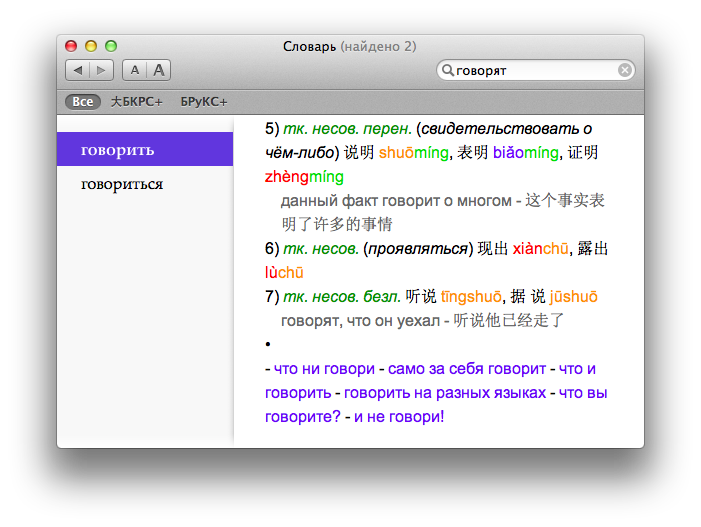 Словарь (найдено 2)
A A
говорят
Все 大БКРС+ БРуКС+
говорить
говориться
5) тк. несов. перен. (свидетельствовать о
чём-либо) 说明 shuōmíng, 表明 biǎomíng, 证明
zhèngmíng
данный факт говорит о многом - 这个事实表
明了许多的事情
6) тк. несов. (проявляться) 现出 xiànchū, 露出
lùchū
7) тк. несов. безл. 听说 tīngshuō, 据 说 jūshuō
говорят, что он уехал - 听说他已经走了
•
- что ни говори - само за себя говорит - что и
говорить - говорить на разных языках - что вы
говорите? - и не говори!